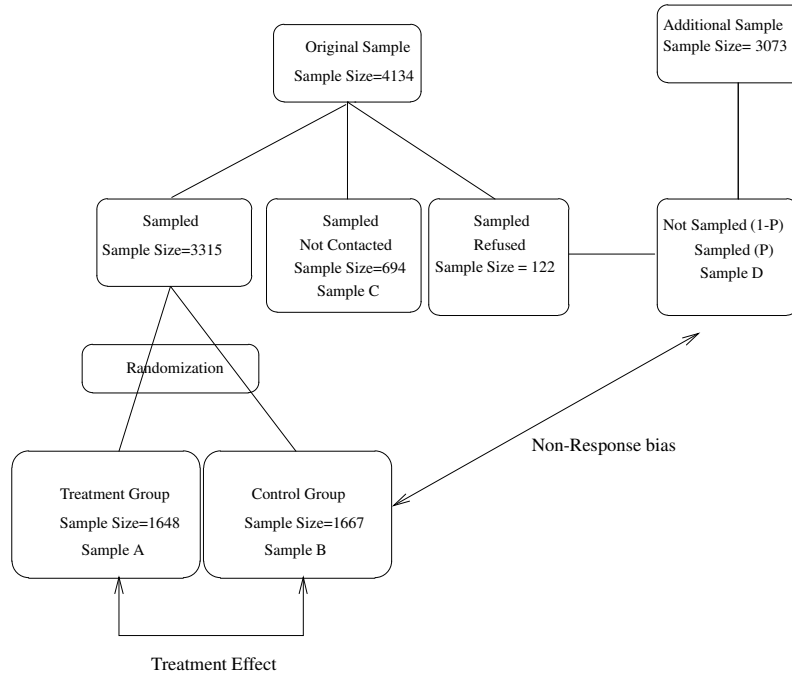 Original Sample
Sample Size=4134
Additional Sample
Sample Size= 3073
Sampled
Sample Size=3315
Sampled
Not Contacted
Sample Size=694
Sample C
Sampled
Refused
Sample Size = 122
Not Sampled (1-P)
Sampled (P)
Sample D
Randomization
Non-Response bias
Treatment Group
Sample Size=1648
Sample A
Control Group
Sample Size=1667
Sample B
Treatment Effect